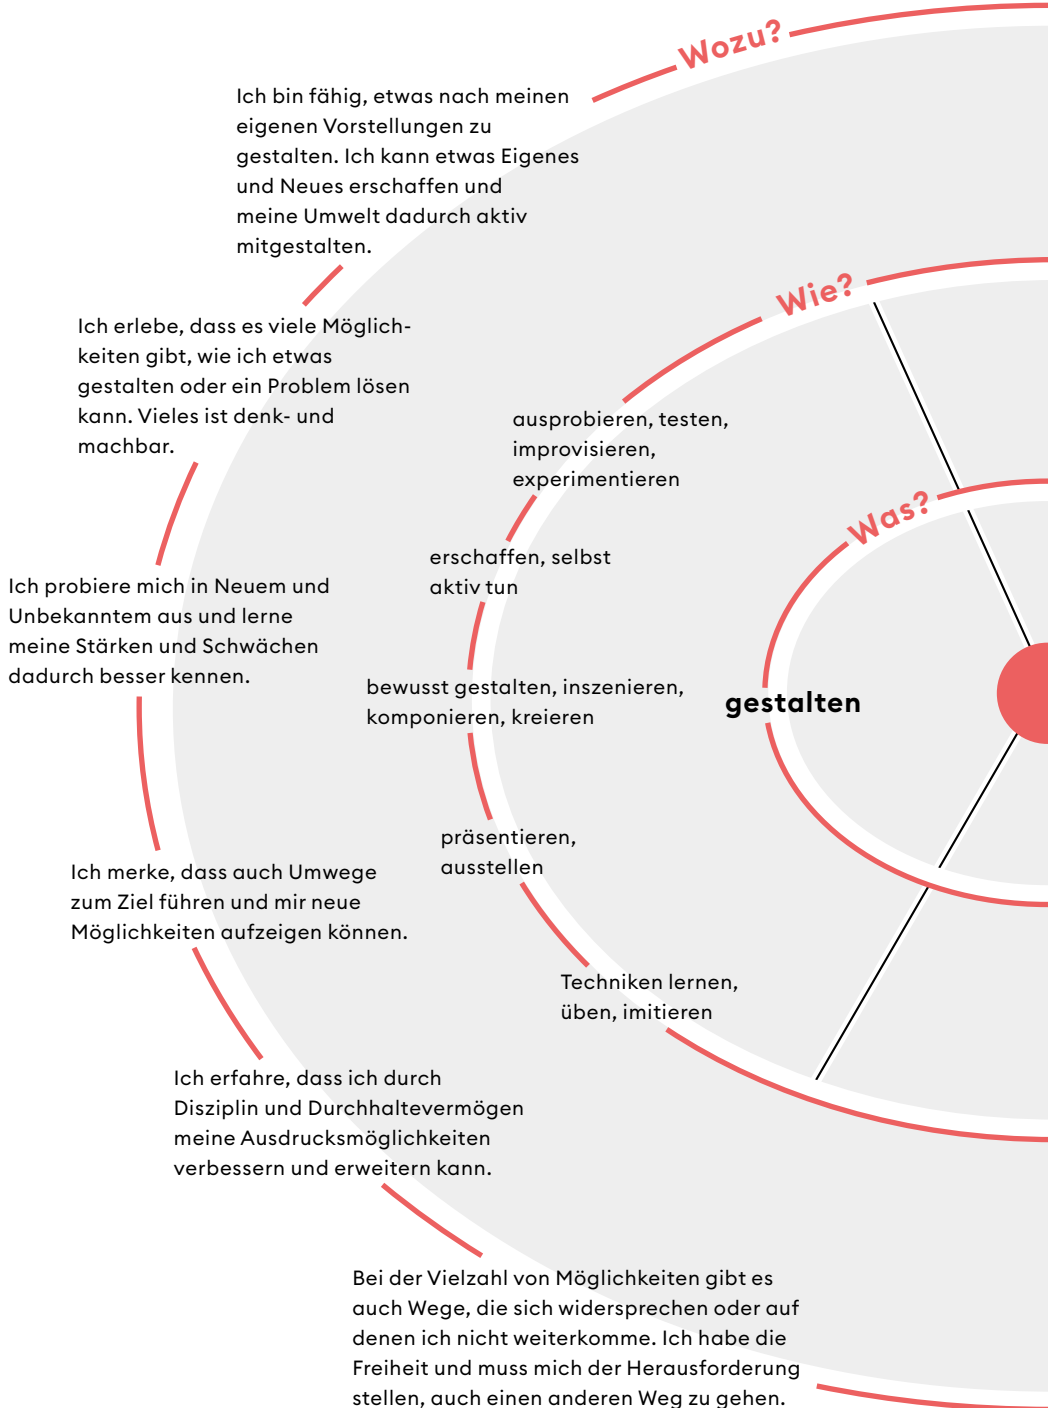 Wozu?
Ich bin fähig, etwas nach meinen
eigenen Vorstellungen zu
gestalten. Ich kann etwas Eigenes
und Neues erschaffen und
meine Umwelt dadurch aktiv
mitgestalten.
Ich erlebe, dass es viele Möglich-
keiten gibt, wie ich etwas
gestalten oder ein Problem lösen
kann. Vieles ist denk- und
machbar.
Ich probiere mich in Neuem und
Unbekanntem aus und lerne
meine Stärken und Schwächen
dadurch besser kennen.
Ich merke, dass auch Umwege
zum Ziel führen und mir neue
Möglichkeiten aufzeigen können.
Ich erfahre, dass ich durch
Disziplin und Durchhaltevermögen
meine Ausdrucksmöglichkeiten
verbessern und erweitern kann.
Bei der Vielzahl von Möglichkeiten gibt es
auch Wege, die sich widersprechen oder auf
denen ich nicht weiterkomme. Ich habe die
Freiheit und muss mich der Herausforderung
stellen, auch einen anderen Weg zu gehen.
Wie?
ausprobieren, testen,
improvisieren,
experimentieren
erschaffen, selbst
aktiv tun
bewusst gestalten, inszenieren,
komponieren, kreieren
präsentieren,
ausstellen
Techniken lernen,
üben, imitieren
Was?
gestalten